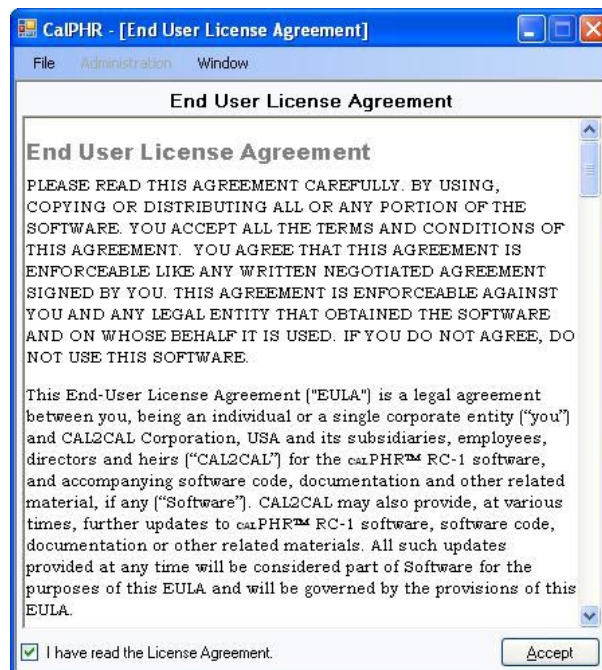 CalPHR - [End User License Agreement]
File Administration Window
End User License Agreement
End User License Agreement
PLEASE READ THIS AGREEMENT CAREFULLY. BY USING,
COPYING OR DISTRIBUTING ALL OR ANY PORTION OF THE
SOFTWARE. YOU ACCEPT ALL THE TERMS AND CONDITIONS OF
THIS AGREEMENT. YOU AGREE THAT THIS AGREEMENT IS
ENFORCEABLE LIKE ANY WRITTEN NEGOTIATED AGREEMENT
SIGNED BY YOU. THIS AGREEMENT IS ENFORCEABLE AGAINST
YOU AND ANY LEGAL ENTITY THAT OBTAINED THE SOFTWARE
AND ON WHOSE BEHALF IT IS USED. IF YOU DO NOT AGREE, DO
NOT USE THIS SOFTWARE.
This End-User License Agreement ("EULA") is a legal agreement
between you, being an individual or a single corporate entity (“you”)
and CAL2CAL Corporation, USA and its subsidiaries, employees,
directors and heirs (“CAL2CAL”) for the CALPHR™ RC-1 software,
and accompanying software code, documentation and other related
material, if any (“Software”). CAL2CAL may also provide, at various
times, further updates to CALPHR™ RC-1 software, software code,
documentation or other related materials. All such updates
provided at any time will be considered part of Software for the
purposes of this EULA and will be governed by the provisions of this
EULA.
I have read the License Agreement.
Accept